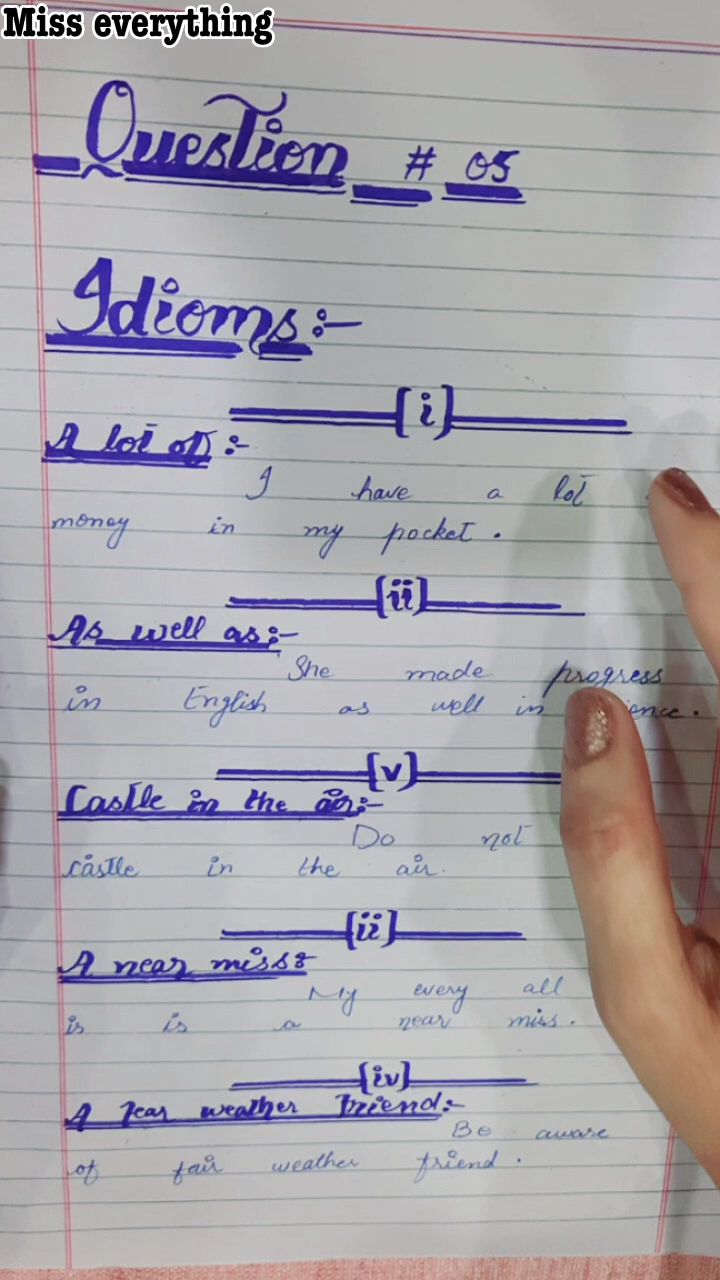 Miss everything
Question # 05
Idioms:-
[i]
A lot of :-
I have a lot
money in my pocket.
[ii]
As well as:-
She made progress
in English as well in
[v]
Castle in the air:-
Do not
castle in the air.
[ii]
A near miss:
My every all
is is a near miss.
[iv]
A fear weather friend:-
Be aware
of fair weather friend.